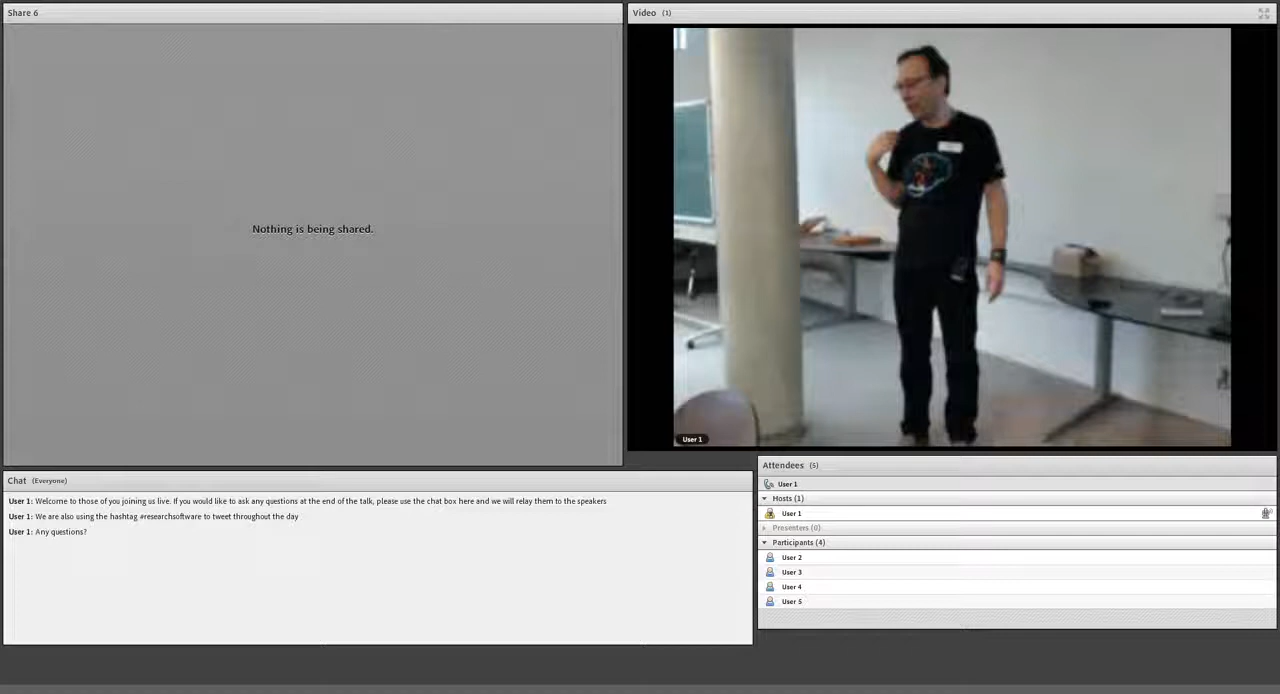 Share 6
Nothing is being shared.
Video (1)
User 1
Chat (Everyone)
User 1: Welcome to those of you joining us live. If you would like to ask any questions at the end of the talk, please use the chat box here and we will relay them to the speakers
User 1: We are also using the hashtag #researchsoftware to tweet throughout the day
User 1: Any questions?
Attendees (5)
User 1
Hosts (1)
User 1
Presenters (0)
Participants (4)
User 2
User 3
User 4
User 5